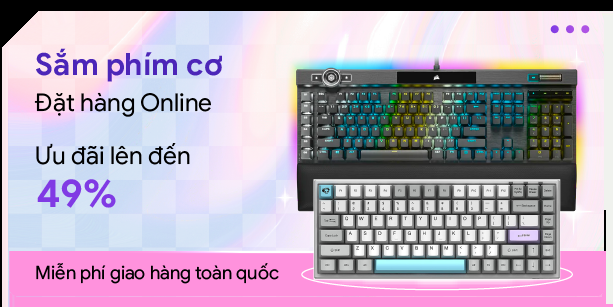 Sắm phím cơ
Đặt hàng Online
Ưu đãi lên đến
49%
Miễn phí giao hàng toàn quốc